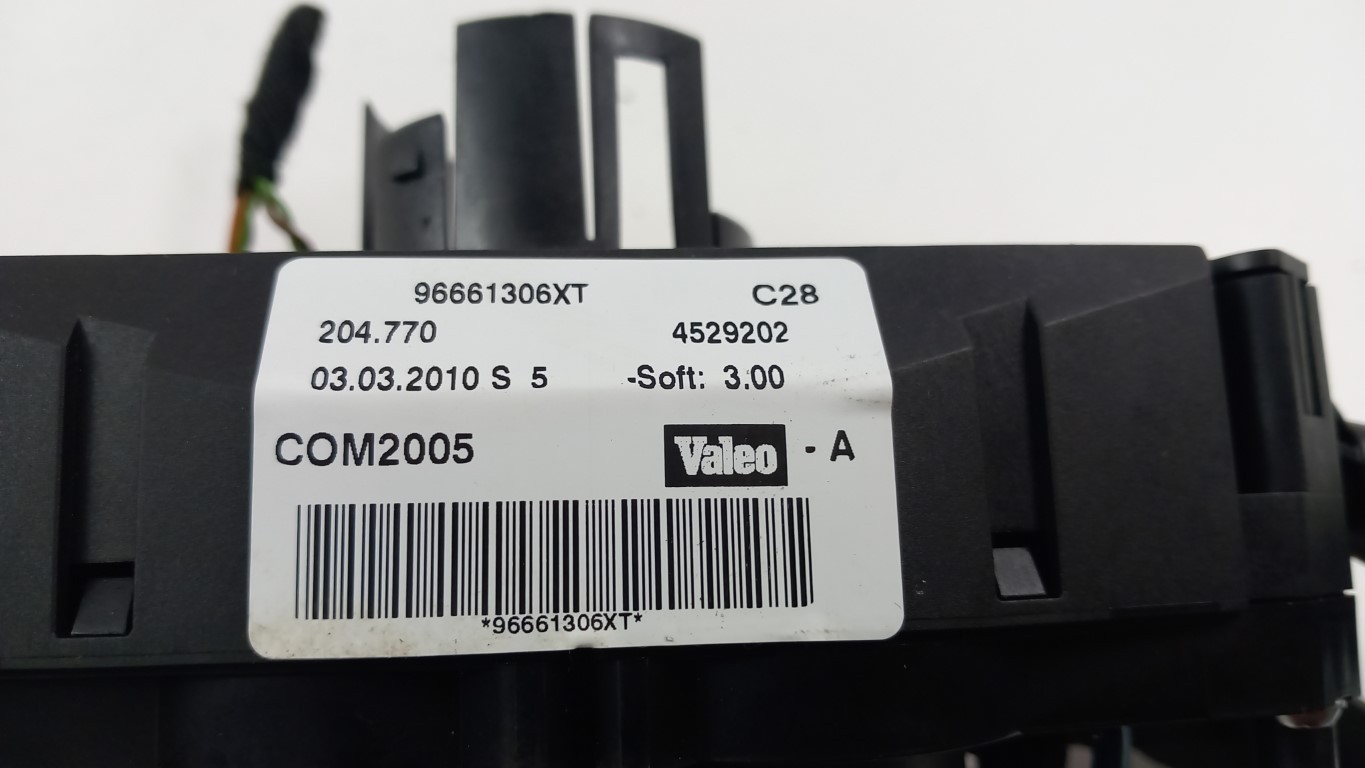 96661306XT C28
204.770 4529202
03.03.2010 S 5 -Soft: 3.00
COM2005 Valeo - A
*96661306XT*